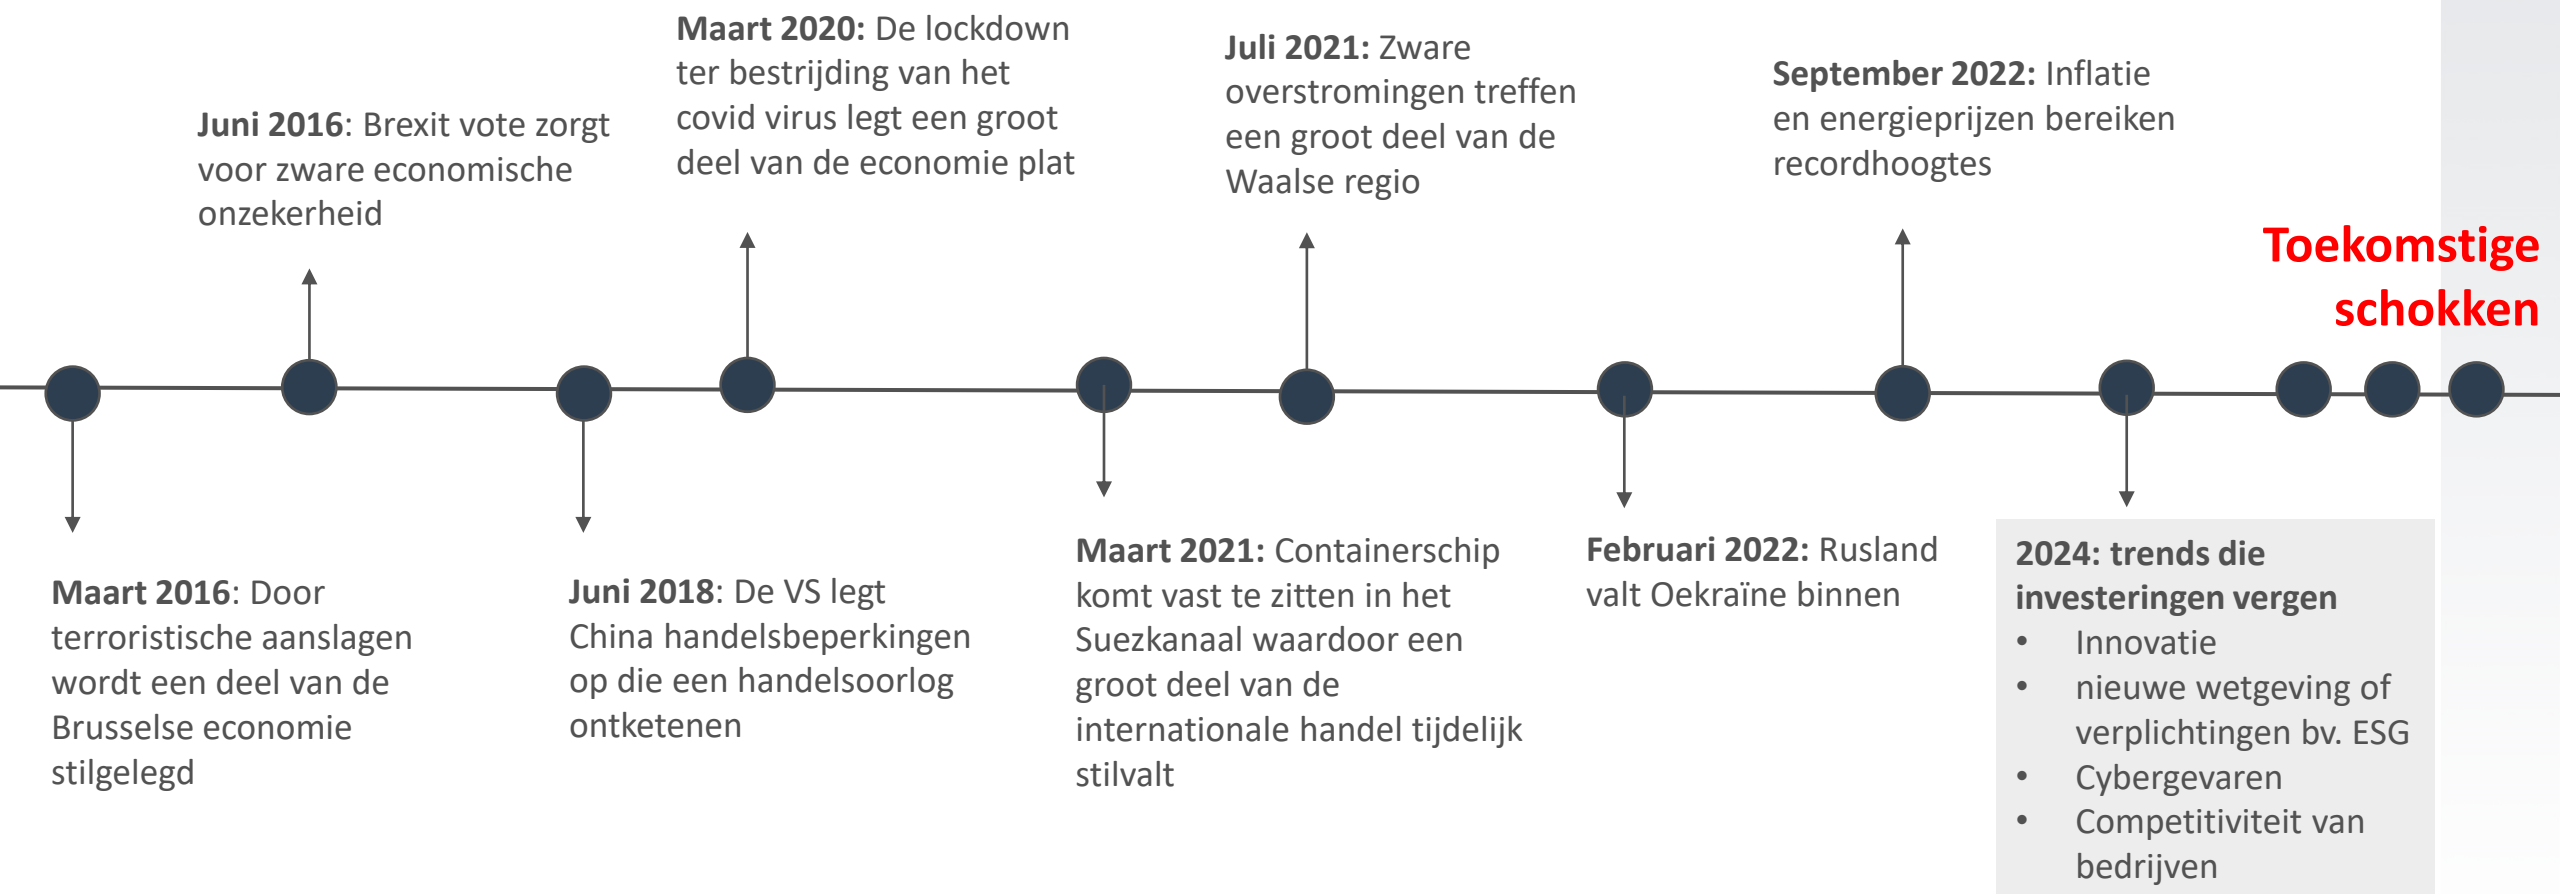 Maart 2016: Door
terroristische aanslagen
wordt een deel van de
Brusselse economie
stilgelegd
Juni 2016: Brexit vote zorgt
voor zware economische
onzekerheid
Juni 2018: De VS legt
China handelsbeperkingen
op die een handelsoorlog
ontketenen
Maart 2020: De lockdown
ter bestrijding van het
covid virus legt een groot
deel van de economie plat
Maart 2021: Containerschip
komt vast te zitten in het
Suezkanaal waardoor een
groot deel van de
internationale handel tijdelijk
stilvalt
Juli 2021: Zware
overstromingen treffen
een groot deel van de
Waalse regio
Februari 2022: Rusland
valt Oekraïne binnen
September 2022: Inflatie
en energieprijzen bereiken
recordhoogtes
2024: trends die
investeringen vergen
• Innovatie
• nieuwe wetgeving of
verplichtingen bv. ESG
• Cybergevaren
• Competitiviteit van
bedrijven
Toekomstige
schokken